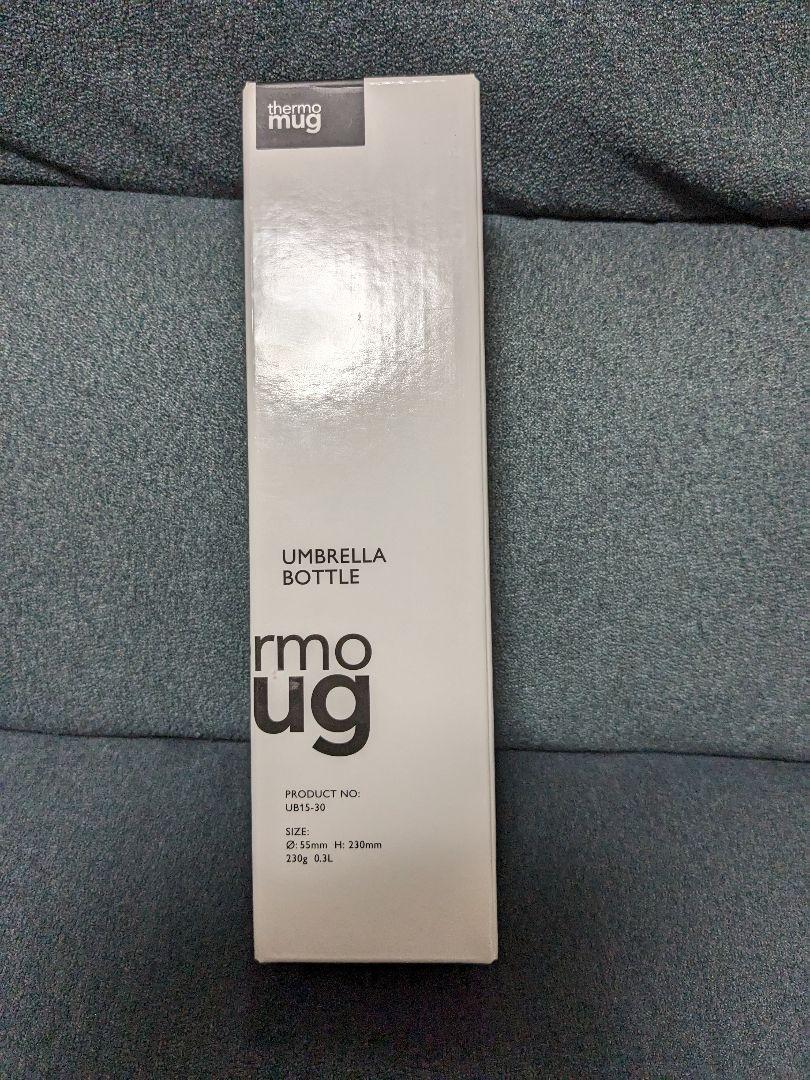 thermo
mug
UMBRELLA
BOTTLE
rmo
ug
PRODUCT NO:
UB15-30
SIZE:
Ø: 55mm H: 230mm
230g 0.3L